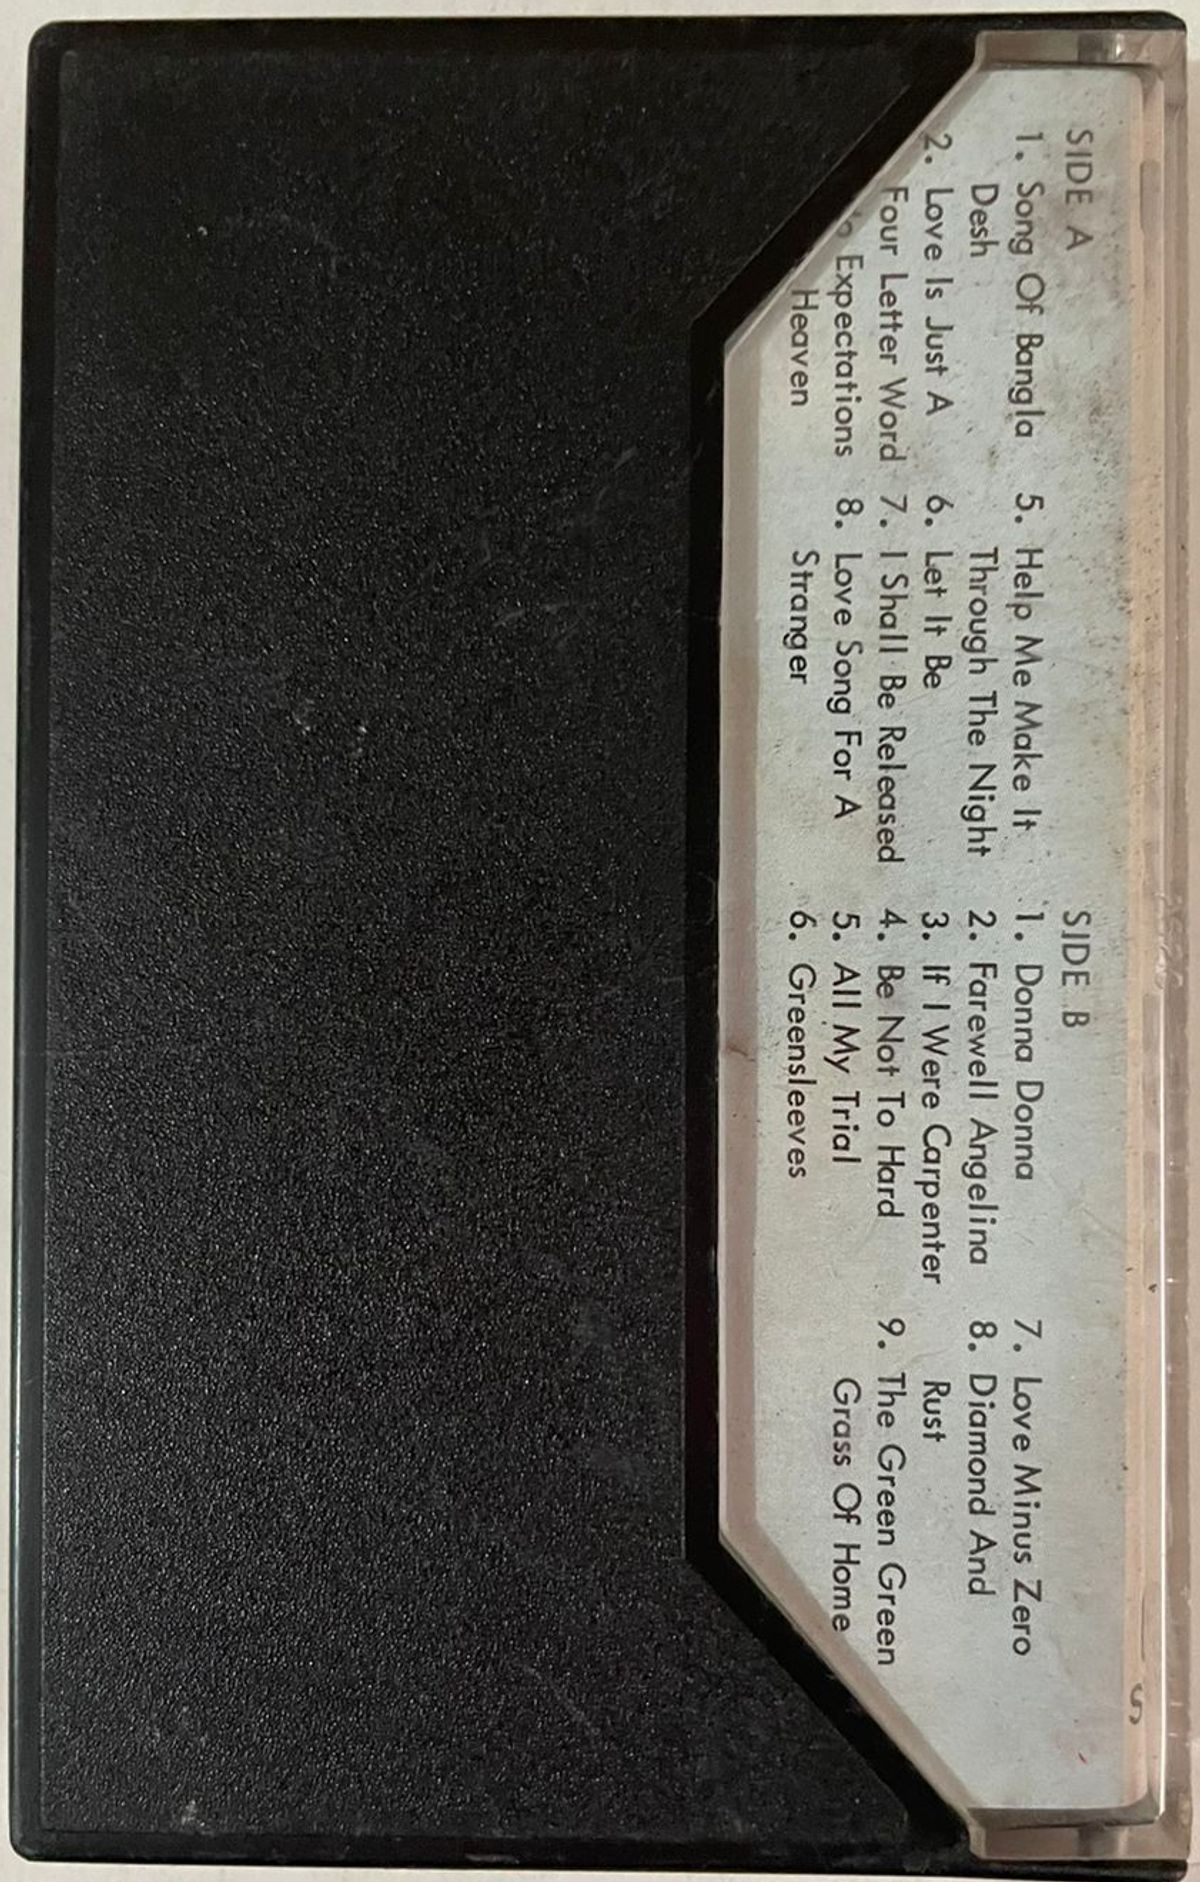 SIDE A
1. Song Of Bangla
Desh
2. Love Is Just A
Four Letter Word
Expectations
Heaven
5. Help Me Make It
Through The Night
6. Let It Be
7. I Shall Be Released
8. Love Song For A
Stranger
SIDE B
1. Donna Donna
2. Farewell Angelina
3. If I Were Carpenter
4. Be Not To Hard
5. All My Trial
6. Greensleeves
7. Love Minus Zero
8. Diamond And
Rust
9. The Green Green
Grass Of Home